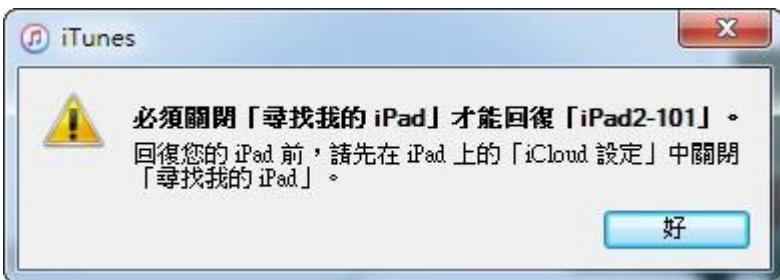 iTunes
必須關閉「尋找我的 iPad」才能回復「iPad2-101」。
回復您的 iPad 前，請先在 iPad 上的「iCloud 設定」中關閉
「尋找我的 iPad」。
好